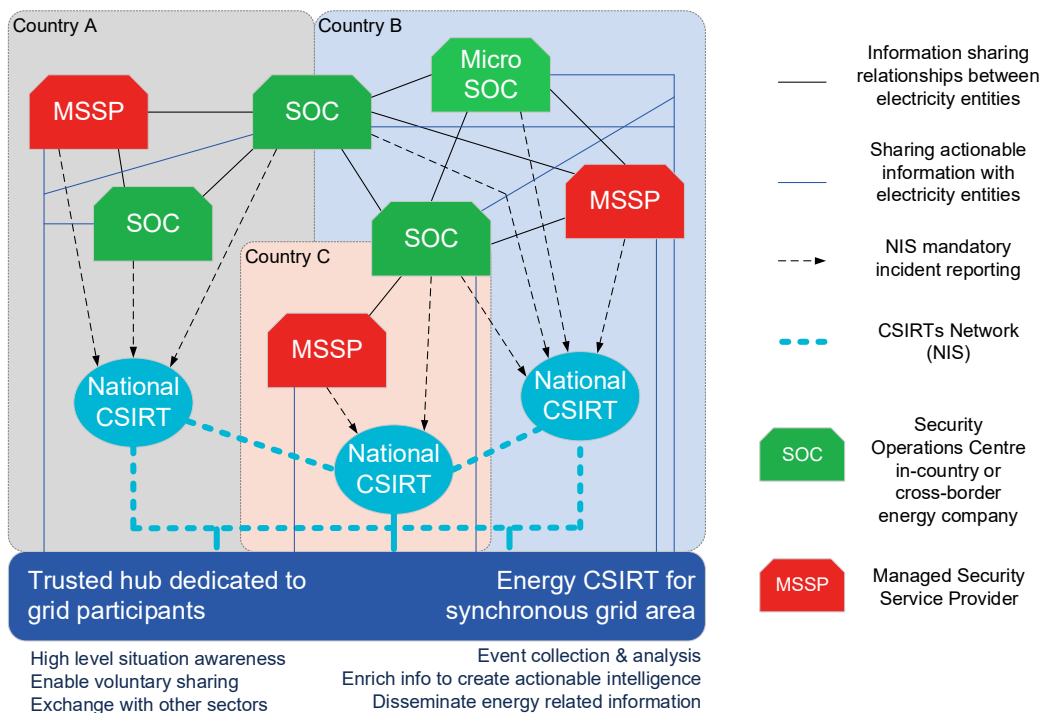 Country A
Country B
MSSP
SOC
Micro
SOC
SOC
MSSP
SOC
Country C
MSSP
National
CSIRT
National
CSIRT
National
CSIRT
Trusted hub dedicated to
grid participants
Energy CSIRT for
synchronous grid area
High level situation awareness
Enable voluntary sharing
Exchange with other sectors
Event collection & analysis
Enrich info to create actionable intelligence
Disseminate energy related information
Information sharing
relationships between
electricity entities
Sharing actionable
information with
electricity entities
NIS mandatory
incident reporting
CSIRTs Network
(NIS)
SOC
Security
Operations Centre
in-country or
cross-border
energy company
MSSP
Managed Security
Service Provider